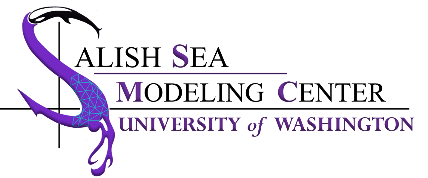 SALISH SEA
MODELING CENTER
UNIVERSITY of WASHINGTON